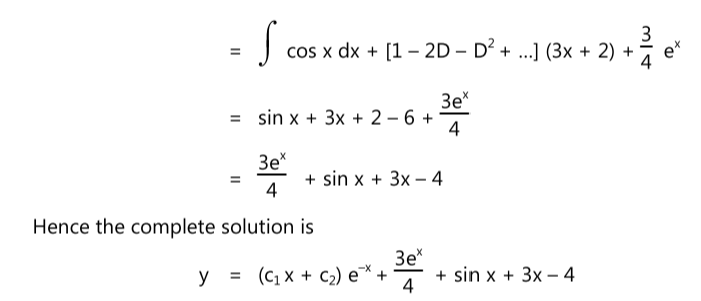 = ∫ cos x dx + [1 – 2D – D² + ...] (3x + 2) + 3/4 eˣ
= sin x + 3x + 2 – 6 + 3eˣ/4
= 3eˣ/4 + sin x + 3x – 4
Hence the complete solution is
y = (c₁ x + c₂) e⁻ˣ + 3eˣ/4 + sin x + 3x – 4